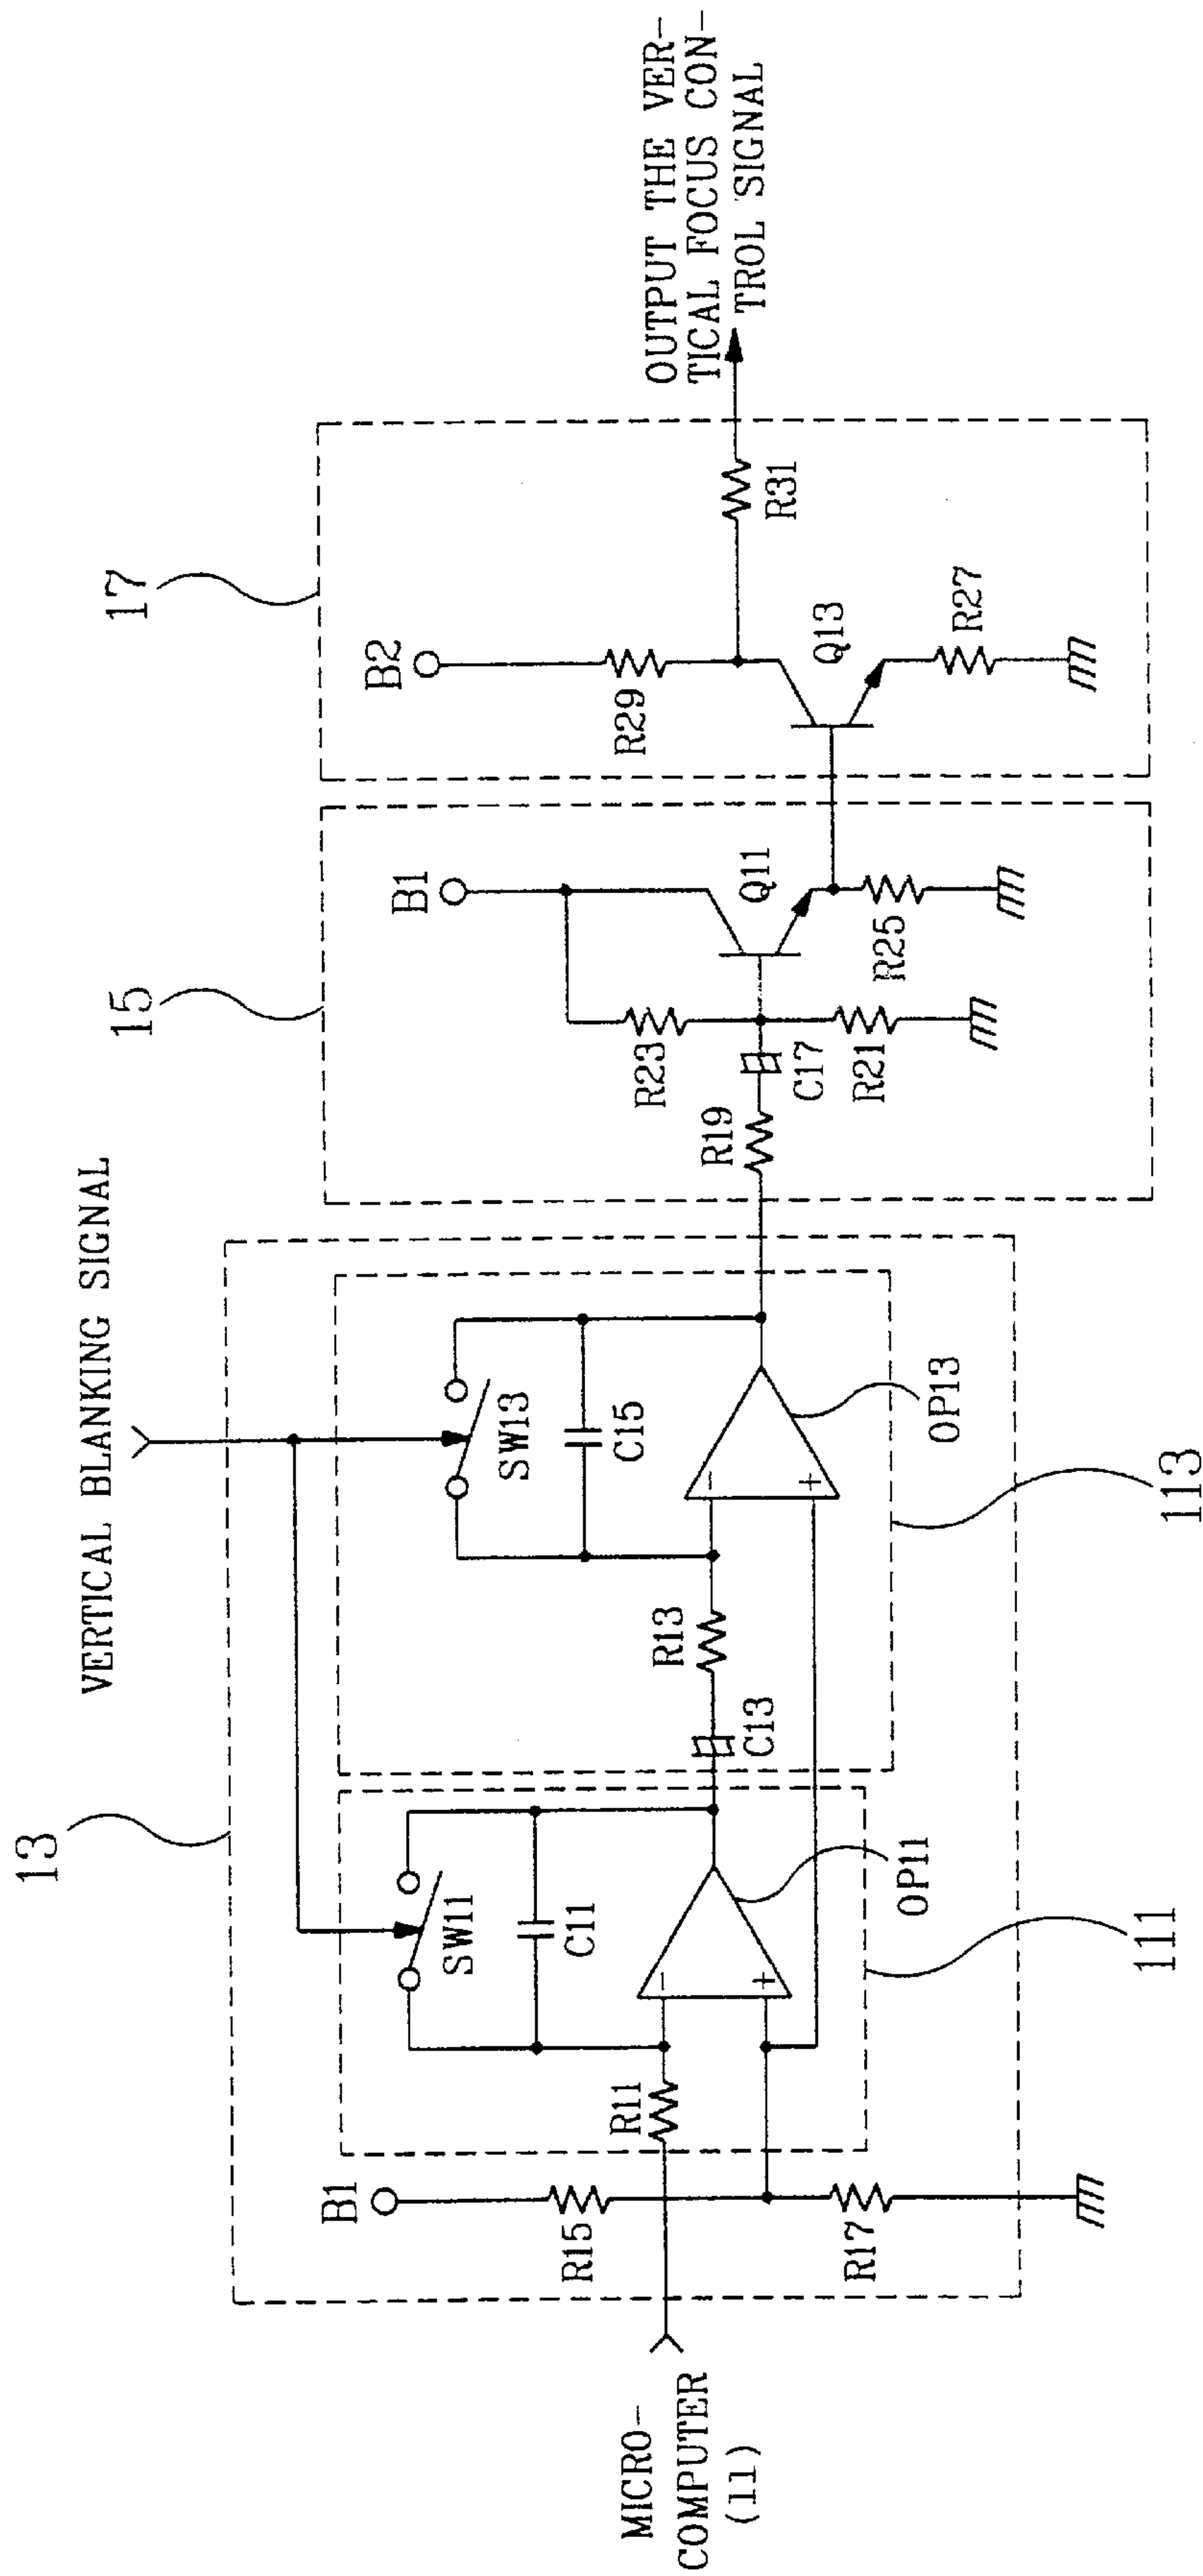 VERTICAL BLANKING SIGNAL
13
15
17
B1
R15
R17
MICRO-
COMPUTER
(11)
R11
SW11
C11
OP11
111
C13
R13
SW13
C15
OP13
113
R19
C17
R23
R21
B1
Q11
R25
B2
R29
Q13
R27
R31
OUTPUT THE VER-
TICAL FOCUS CON-
TROL SIGNAL